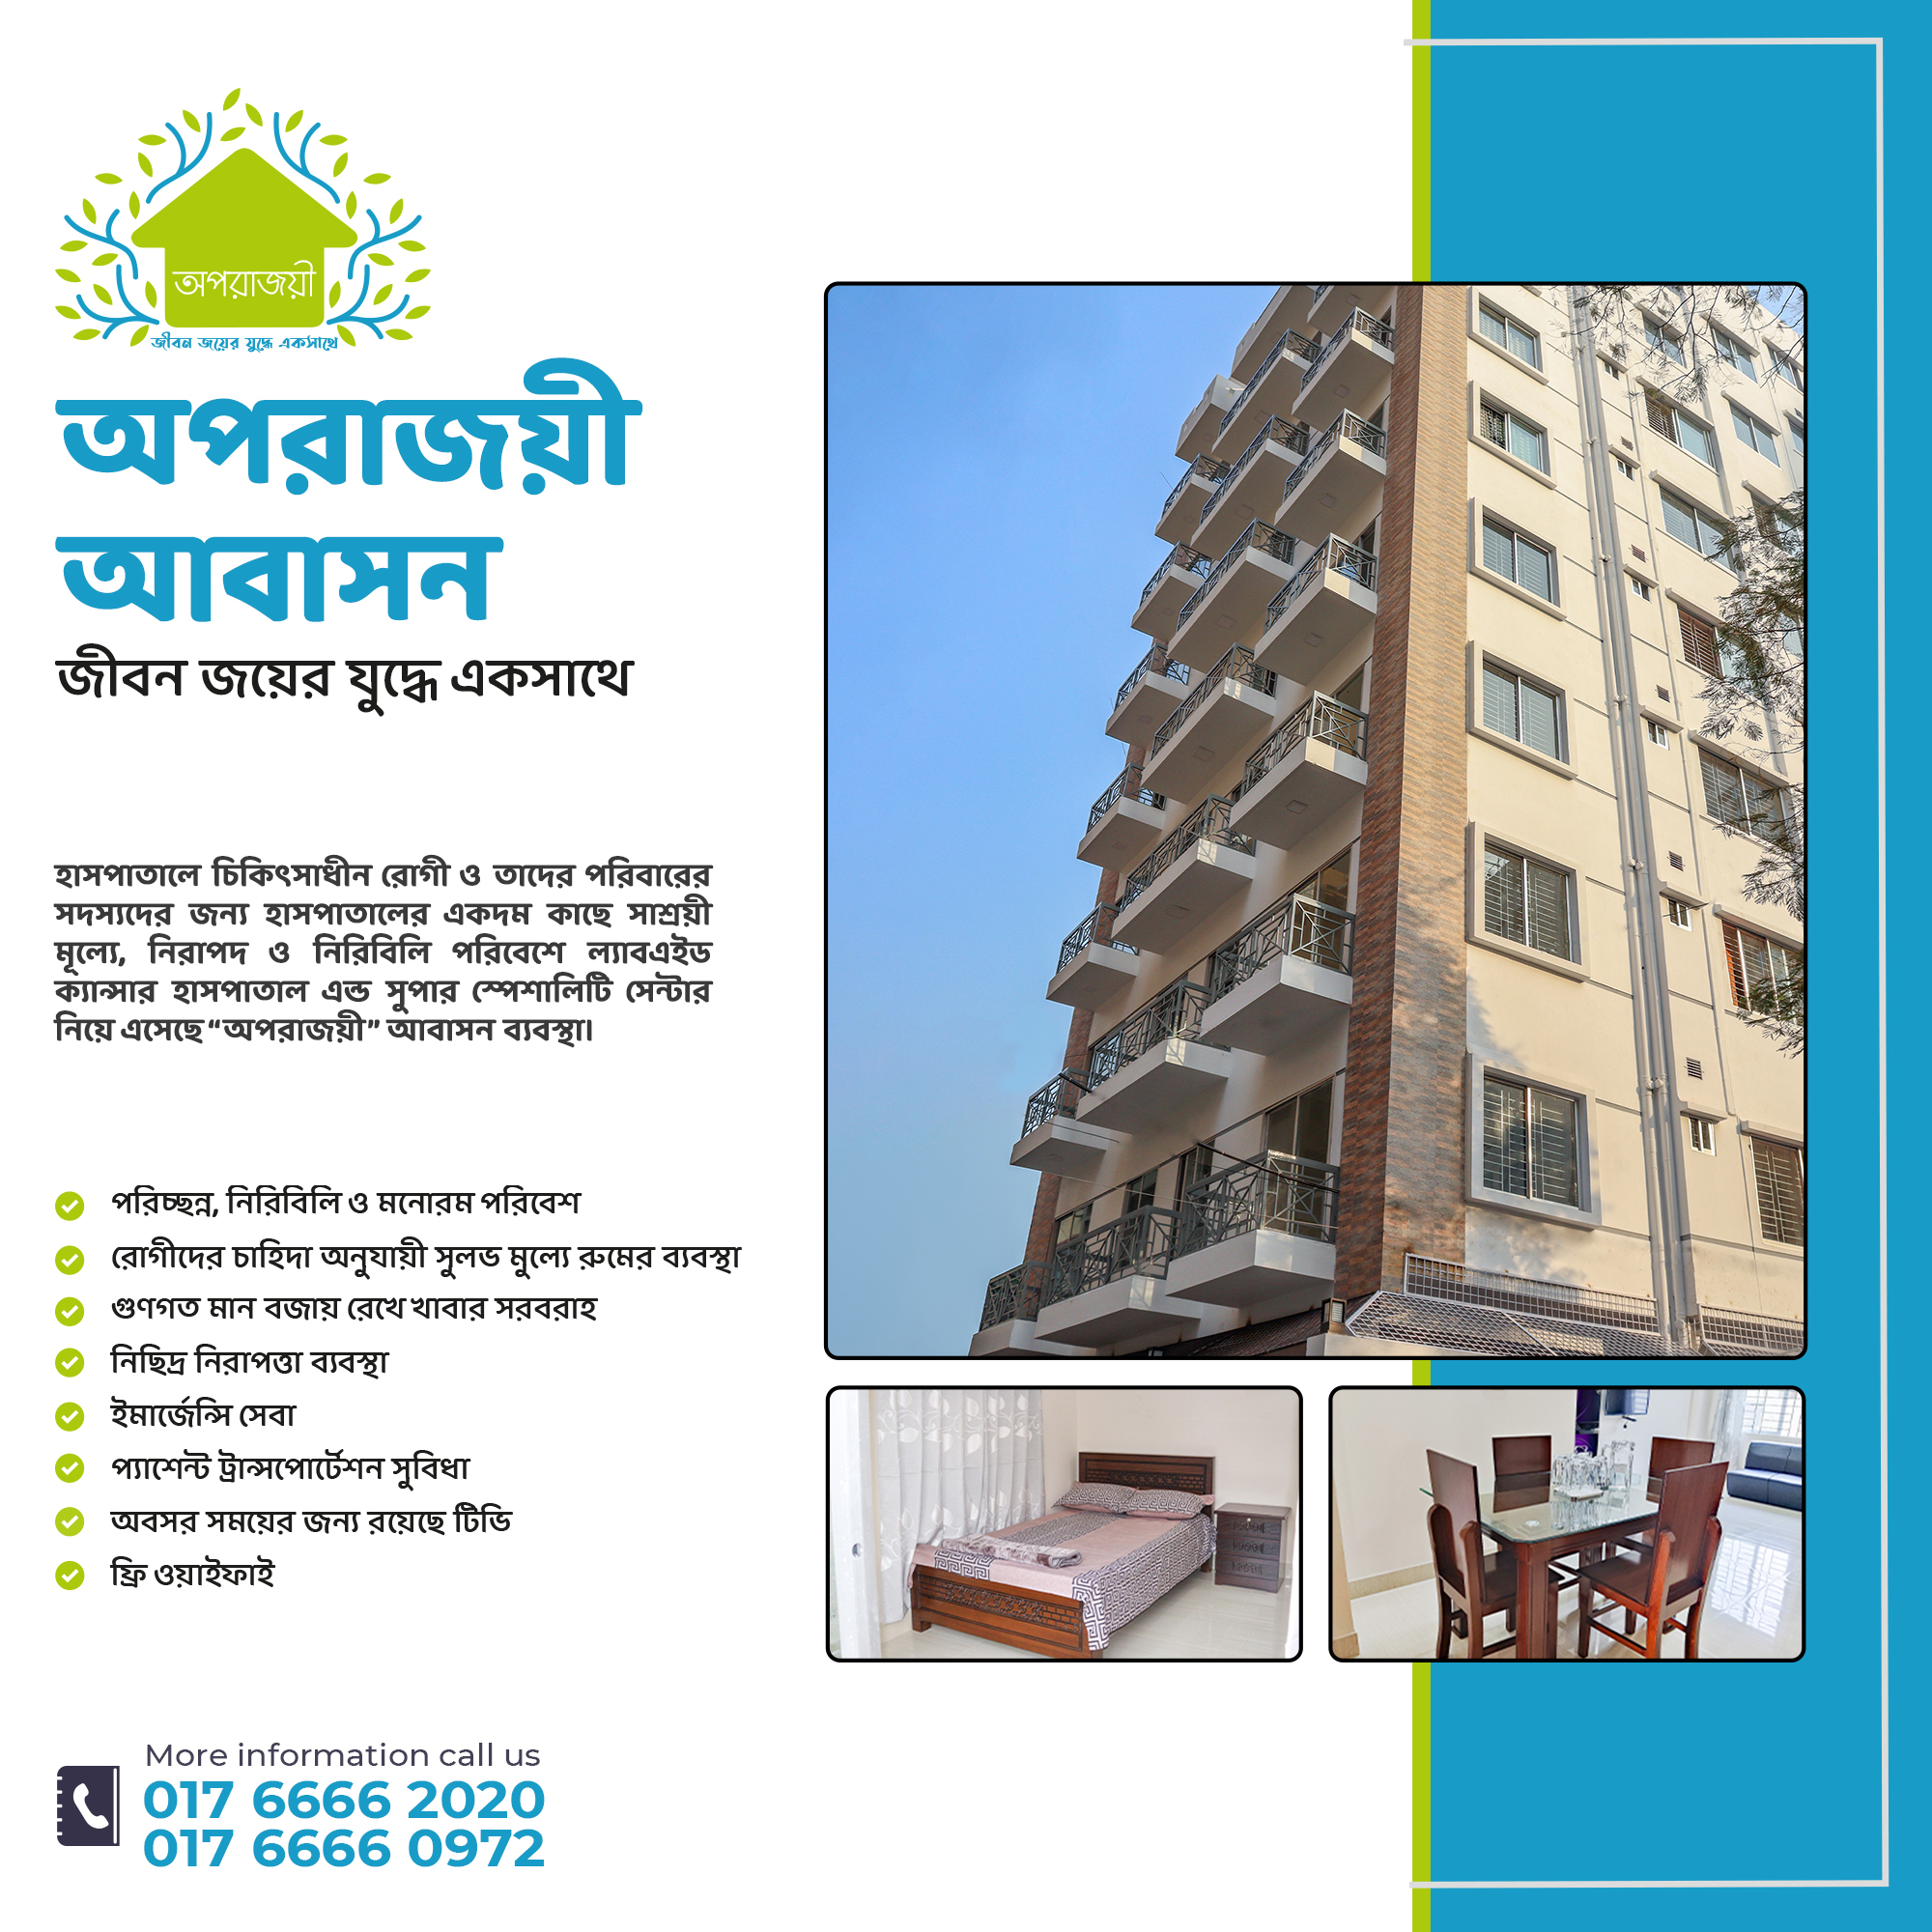 অপরাজয়ী
জীবন জয়ের যুদ্ধে একসাথে
অপরাজয়ী
আবাসন
জীবন জয়ের যুদ্ধে একসাথে
হাসপাতালে চিকিৎসাধীন রোগী ও তাদের পরিবারের
সদস্যদের জন্য হাসপাতালের একদম কাছে সাশ্রয়ী
মূল্যে, নিরাপদ ও নিরিবিলি পরিবেশে ল্যাবএইড
ক্যান্সার হাসপাতাল এন্ড সুপার স্পেশালিটি সেন্টার
নিয়ে এসেছে “অপরাজয়ী” আবাসন ব্যবস্থা।
পরিচ্ছন্ন, নিরিবিলি ও মনোরম পরিবেশ
রোগীদের চাহিদা অনুযায়ী সুলভ মুল্যে রুমের ব্যবস্থা
গুণগত মান বজায় রেখে খাবার সরবরাহ
নিছিদ্র নিরাপত্তা ব্যবস্থা
ইমার্জেন্সি সেবা
প্যাশেন্ট ট্রান্সপোর্টেশন সুবিধা
অবসর সময়ের জন্য রয়েছে টিভি
ফ্রি ওয়াইফাই
More information call us
017 6666 2020
017 6666 0972